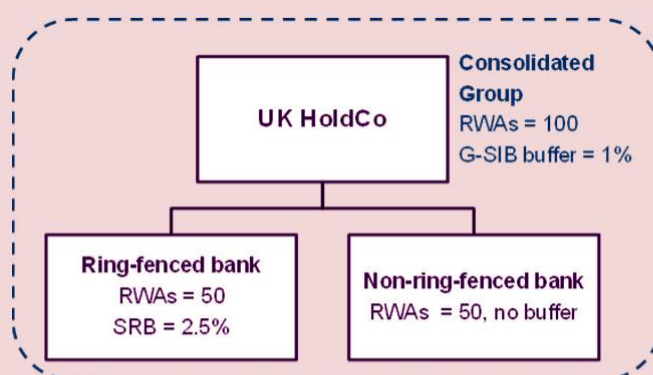 UK HoldCo
Consolidated
Group
RWAs = 100
G-SIB buffer = 1%
Ring-fenced bank
RWAs = 50
SRB = 2.5%
Non-ring-fenced bank
RWAs = 50, no buffer